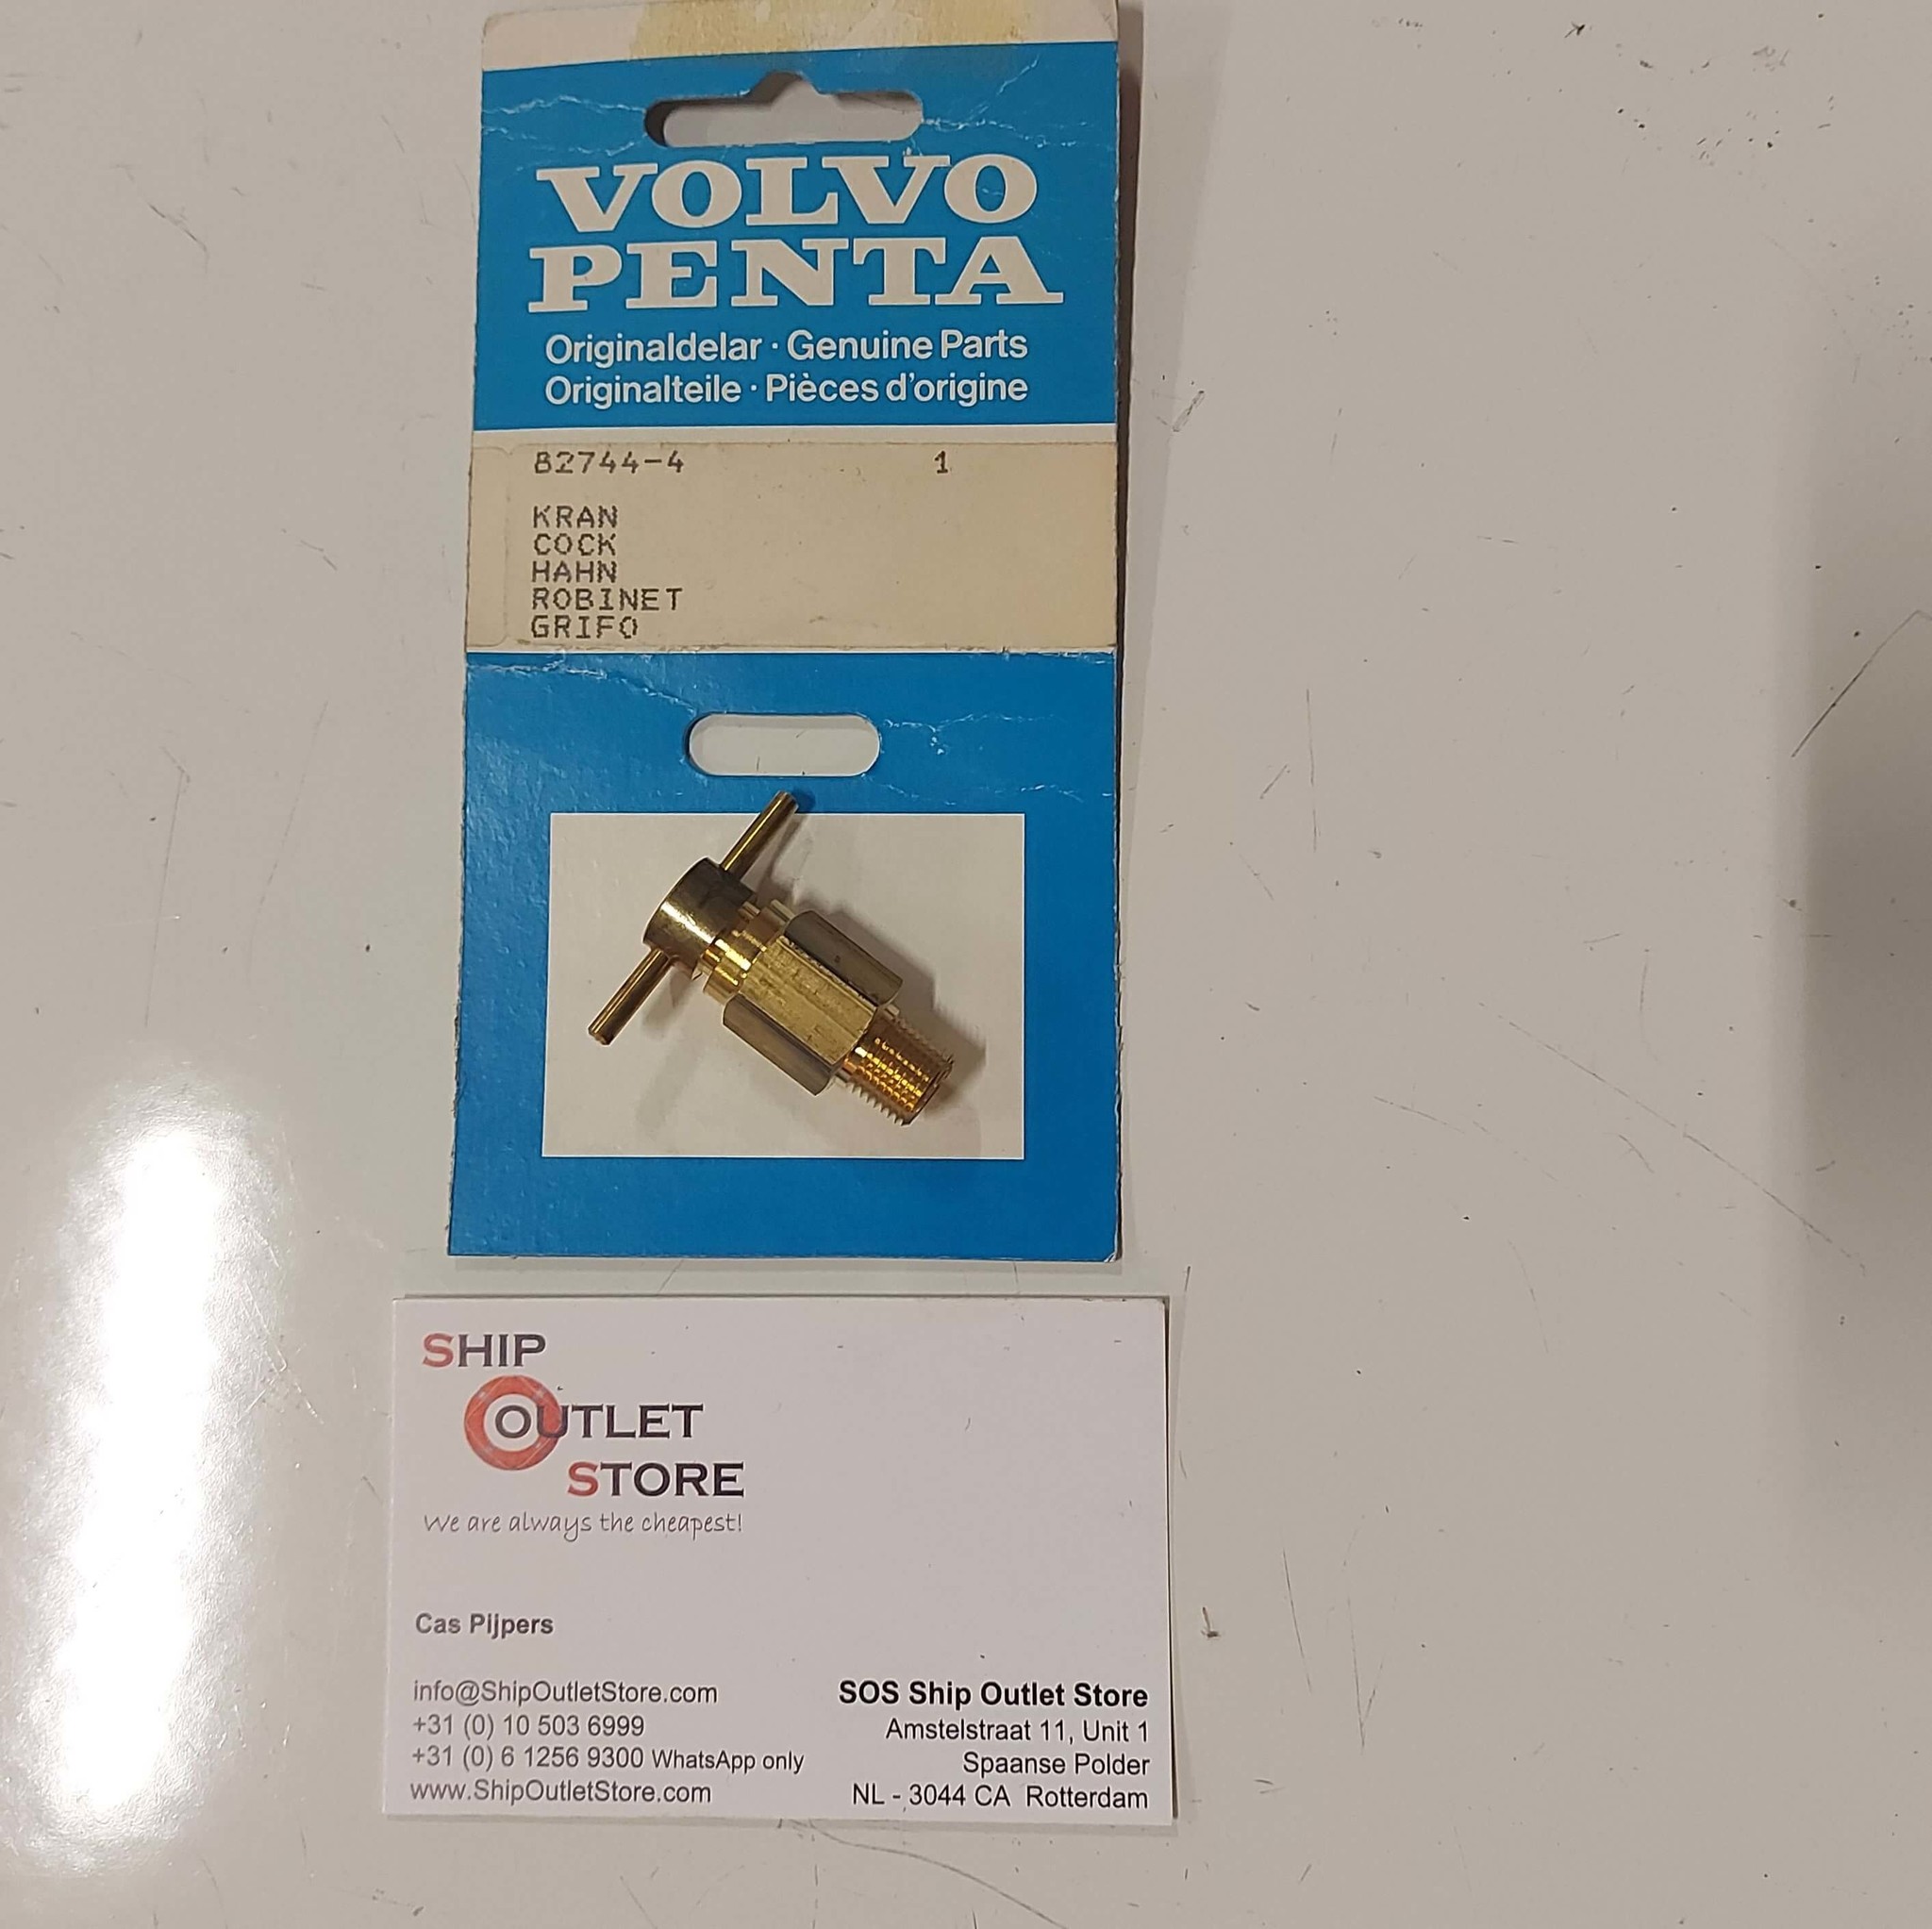 VOLVO
PENTA
Originaldelar · Genuine Parts
Originalteile · Pièces d'origine
82744-4 1
KRAN
COCK
HAHN
ROBINET
GRIFO
SHIP
OUTLET
STORE
We are always the cheapest!
Cas Pijpers
info@ShipOutletStore.com
+31 (0) 10 503 6999
+31 (0) 6 1256 9300 WhatsApp only
www.ShipOutletStore.com
SOS Ship Outlet Store
Amstelstraat 11, Unit 1
Spaanse Polder
NL - 3044 CA Rotterdam